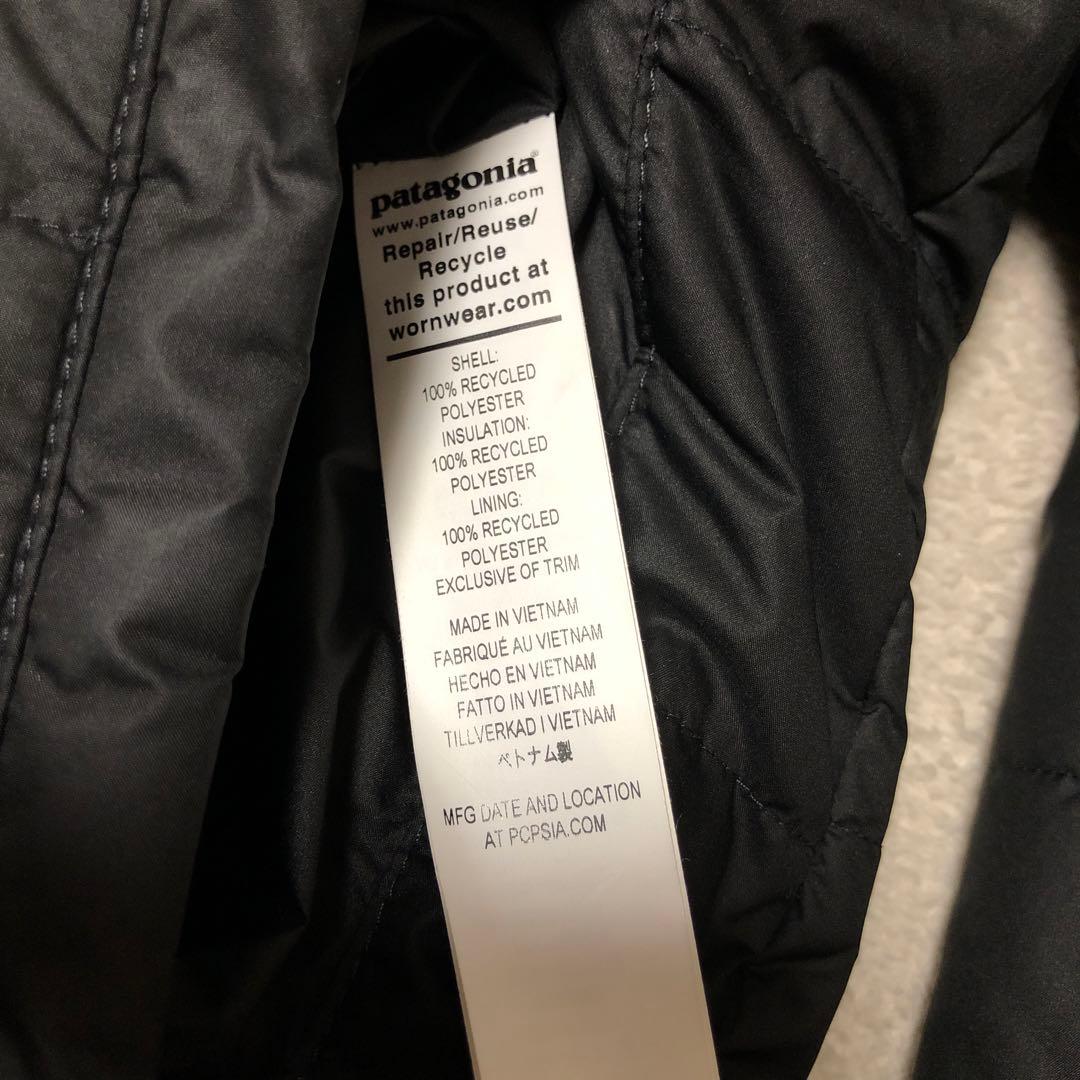 patagonia®
www.patagonia.com
Repair/Reuse/
Recycle
this product at
wornwear.com
SHELL:
100% RECYCLED
POLYESTER
INSULATION:
100% RECYCLED
POLYESTER
LINING:
100% RECYCLED
POLYESTER
EXCLUSIVE OF TRIM
MADE IN VIETNAM
FABRIQUÉ AU VIETNAM
HECHO EN VIETNAM
FATTO IN VIETNAM
TILLVERKAD I VIETNAM
ベトナム製
MFG DATE AND LOCATION
AT PCPSIA.COM